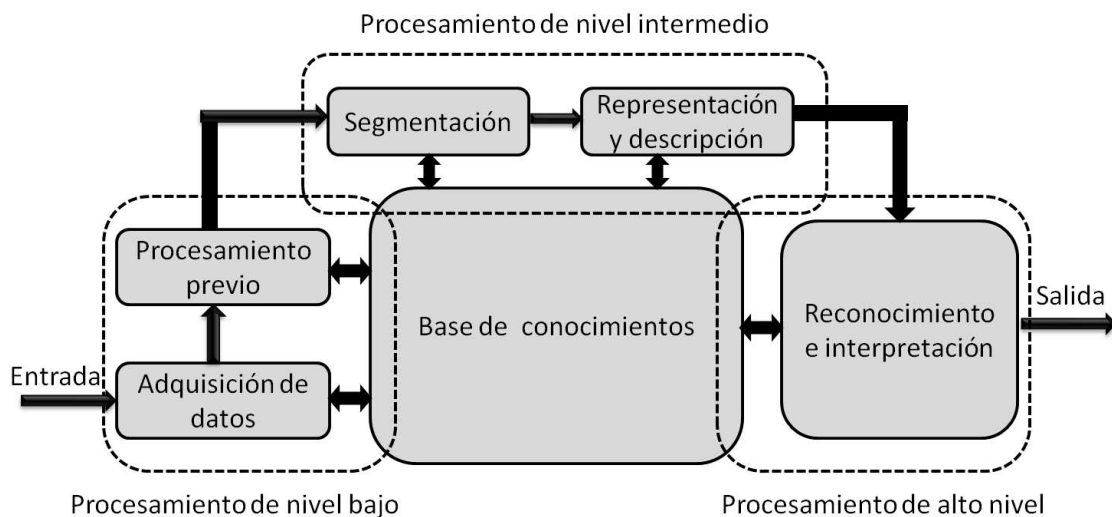 Procesamiento de nivel intermedio
Segmentación
Representación
y descripción
Procesamiento
previo
Base de conocimientos
Reconocimiento
e interpretación
Salida
Entrada
Adquisición de
datos
Procesamiento de nivel bajo
Procesamiento de alto nivel